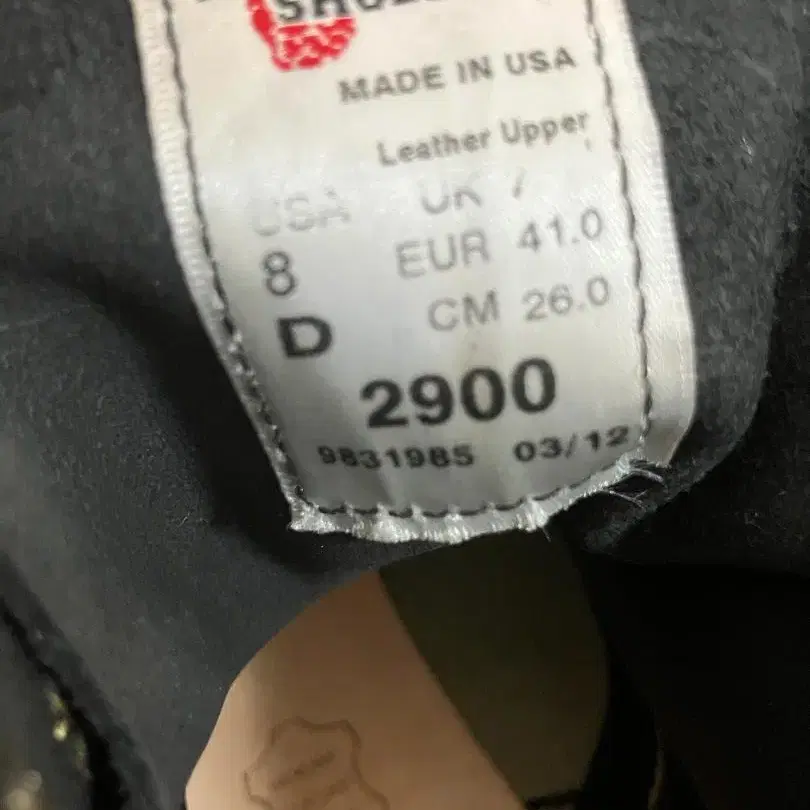 MADE IN USA
Leather Upper
USA UK 7
8 EUR 41.0
D CM 26.0
2900
9831985 03/12